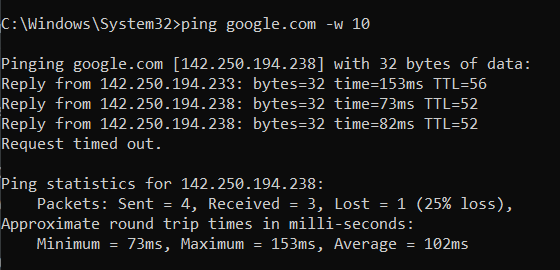 C:\Windows\System32>ping google.com -w 10
Pinging google.com [142.250.194.238] with 32 bytes of data:
Reply from 142.250.194.233: bytes=32 time=153ms TTL=56
Reply from 142.250.194.238: bytes=32 time=73ms TTL=52
Reply from 142.250.194.238: bytes=32 time=82ms TTL=52
Request timed out.
Ping statistics for 142.250.194.238:
Packets: Sent = 4, Received = 3, Lost = 1 (25% loss),
Approximate round trip times in milli-seconds:
Minimum = 73ms, Maximum = 153ms, Average = 102ms